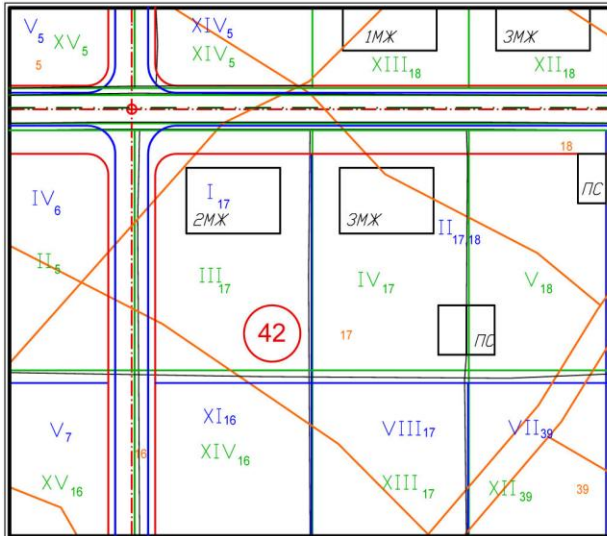 V5 XIV5
XV5 XIV5 1МЖ 3МЖ
5 XIII18 XII18
18
IV6 I17 ПС
2МЖ 3МЖ II17,18
II5 III17 IV17 V18
42 17 ПС
V7 XI16 VIII17 VII39
16 XIV16
XV16 XIII17 XII39 39